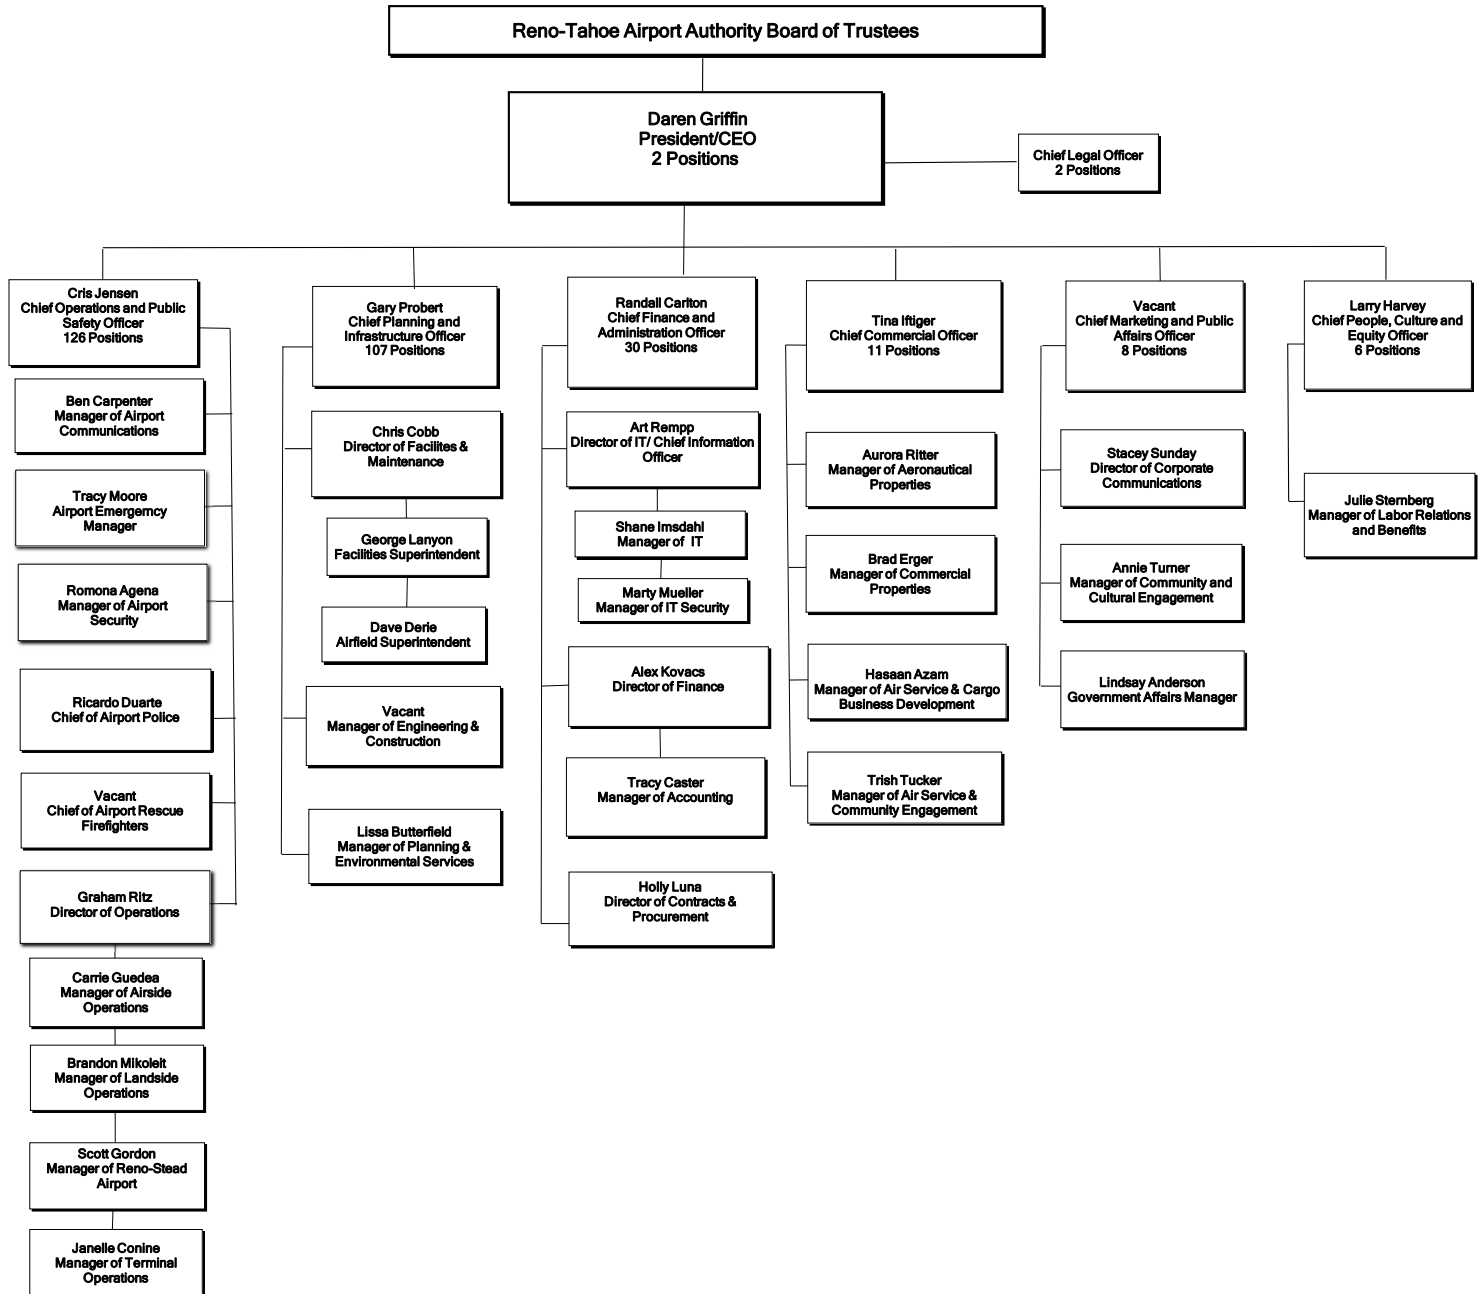 Reno-Tahoe Airport Authority Board of Trustees
Daren Griffin
President/CEO
2 Positions
Chief Legal Officer
2 Positions
Cris Jensen
Chief Operations and Public
Safety Officer
126 Positions
Ben Carpenter
Manager of Airport
Communications
Tracy Moore
Airport Emergemcy
Manager
Romona Agena
Manager of Airport
Security
Ricardo Duarte
Chief of Airport Police
Vacant
Chief of Airport Rescue
Firefighters
Graham Ritz
Director of Operations
Carrie Guedea
Manager of Airside
Operations
Brandon Mikoleit
Manager of Landside
Operations
Scott Gordon
Manager of Reno-Stead
Airport
Janelle Conine
Manager of Terminal
Operations
Gary Probert
Chief Planning and
Infrastructure Officer
107 Positions
Chris Cobb
Director of Facilites &
Maintenance
George Lanyon
Facilities Superintendent
Dave Derie
Airfield Superintendent
Vacant
Manager of Engineering &
Construction
Lissa Butterfield
Manager of Planning &
Environmental Services
Randall Carlton
Chief Finance and
Administration Officer
30 Positions
Art Rempp
Director of IT/ Chief Information
Officer
Shane Imsdahl
Manager of IT
Marty Mueller
Manager of IT Security
Alex Kovacs
Director of Finance
Tracy Caster
Manager of Accounting
Holly Luna
Director of Contracts &
Procurement
Tina Iftiger
Chief Commercial Officer
11 Positions
Aurora Ritter
Manager of Aeronautical
Properties
Brad Erger
Manager of Commercial
Properties
Hasaan Azam
Manager of Air Service & Cargo
Business Development
Trish Tucker
Manager of Air Service &
Community Engagement
Vacant
Chief Marketing and Public
Affairs Officer
8 Positions
Stacey Sunday
Director of Corporate
Communications
Annie Turner
Manager of Community and
Cultural Engagement
Lindsay Anderson
Government Affairs Manager
Larry Harvey
Chief People, Culture and
Equity Officer
6 Positions
Julie Sternberg
Manager of Labor Relations
and Benefits